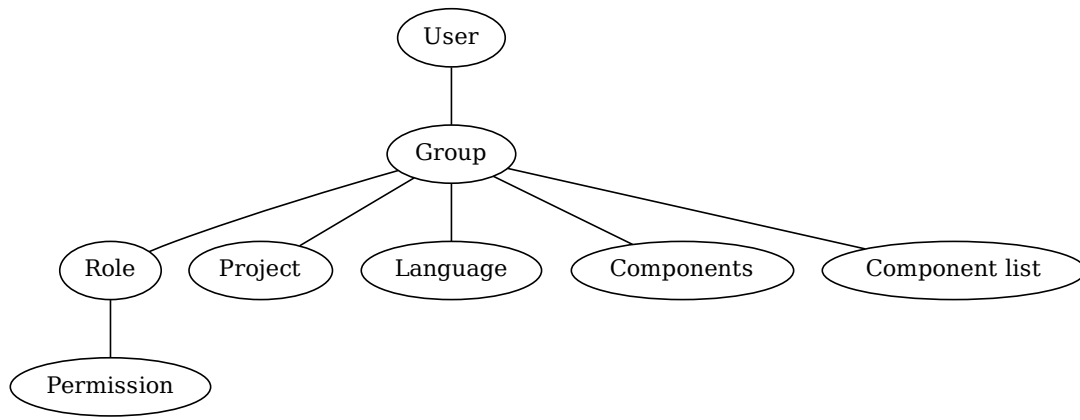 User
Group
Role
Project
Language
Components
Component list
Permission